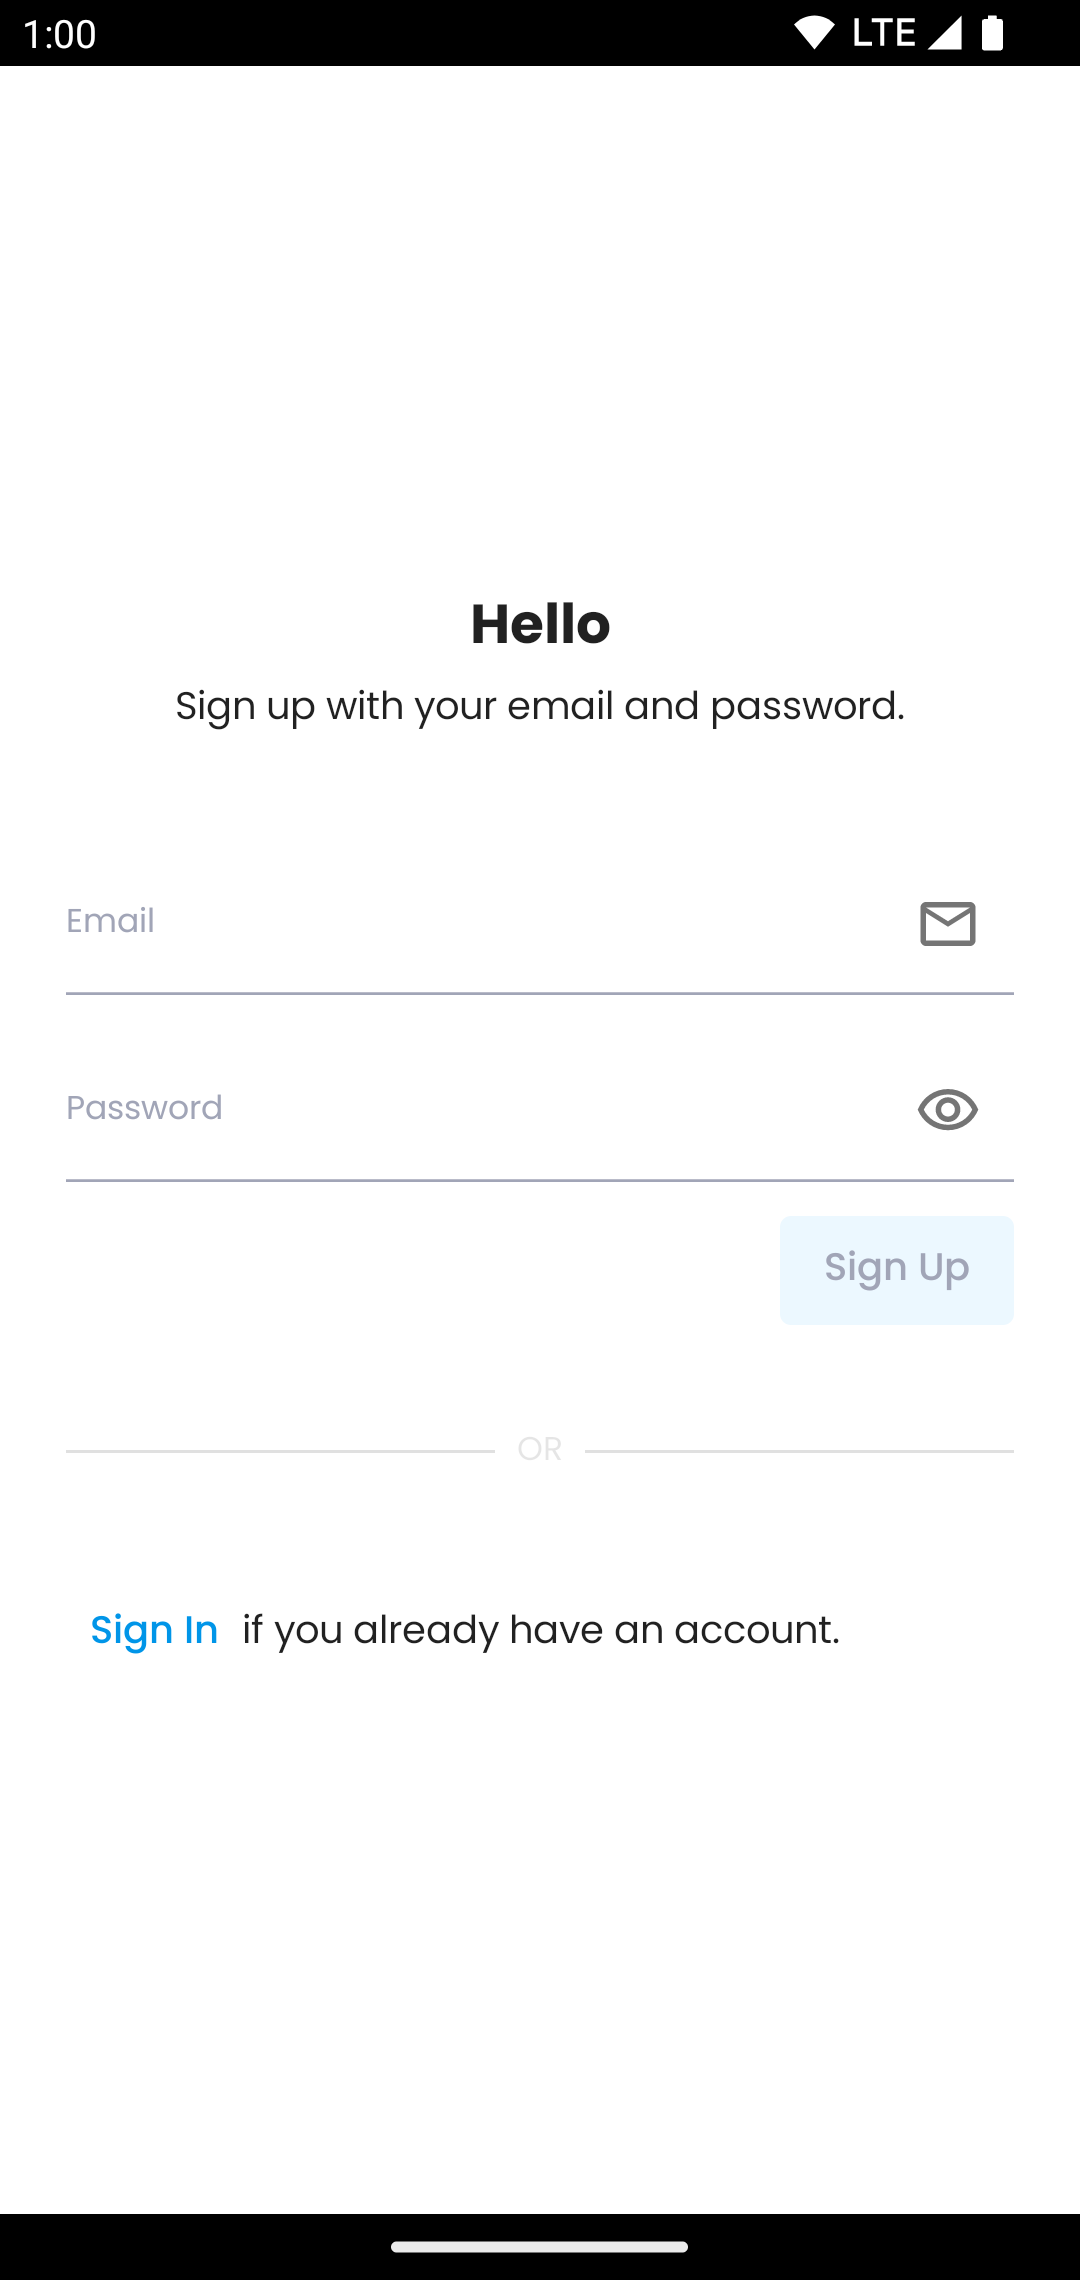 1:00 LTE
Hello
Sign up with your email and password.
Email
Password
Sign Up
OR
Sign In if you already have an account.